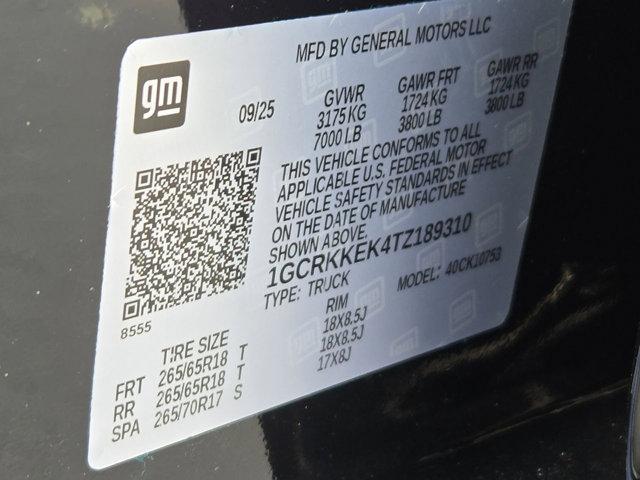 MFD BY GENERAL MOTORS LLC
gm
09/25
GVWR
3175 KG
7000 LB
GAWR FRT
1724 KG
3800 LB
GAWR RR
1724 KG
3800 LB
THIS VEHICLE CONFORMS TO ALL
APPLICABLE U.S. FEDERAL MOTOR
VEHICLE SAFETY STANDARDS IN EFFECT
ON THE DATE OF MANUFACTURE
SHOWN ABOVE.
1GCRKKEK4TZ189310
TYPE: TRUCK
MODEL: 40CK10753
8555
TIRE SIZE RIM
FRT 265/65R18 T 18X8.5J
RR 265/65R18 T 18X8.5J
SPA 265/70R17 S 17X8J